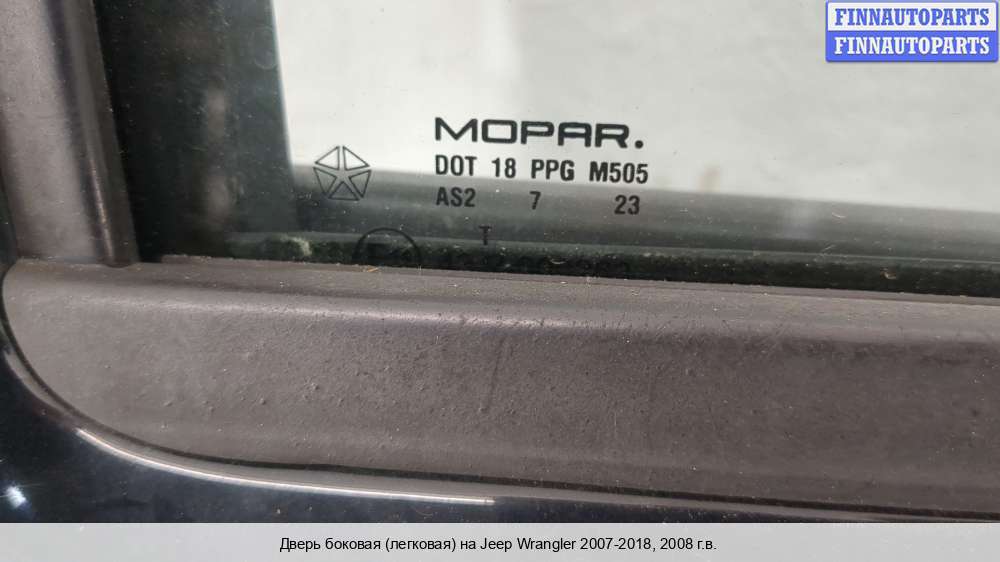 FINNAUTOPARTS
FINNAUTOPARTS
MOPAR.
DOT 18 PPG M505
AS2 7 23
T
Дверь боковая (легковая) на Jeep Wrangler 2007-2018, 2008 г.в.